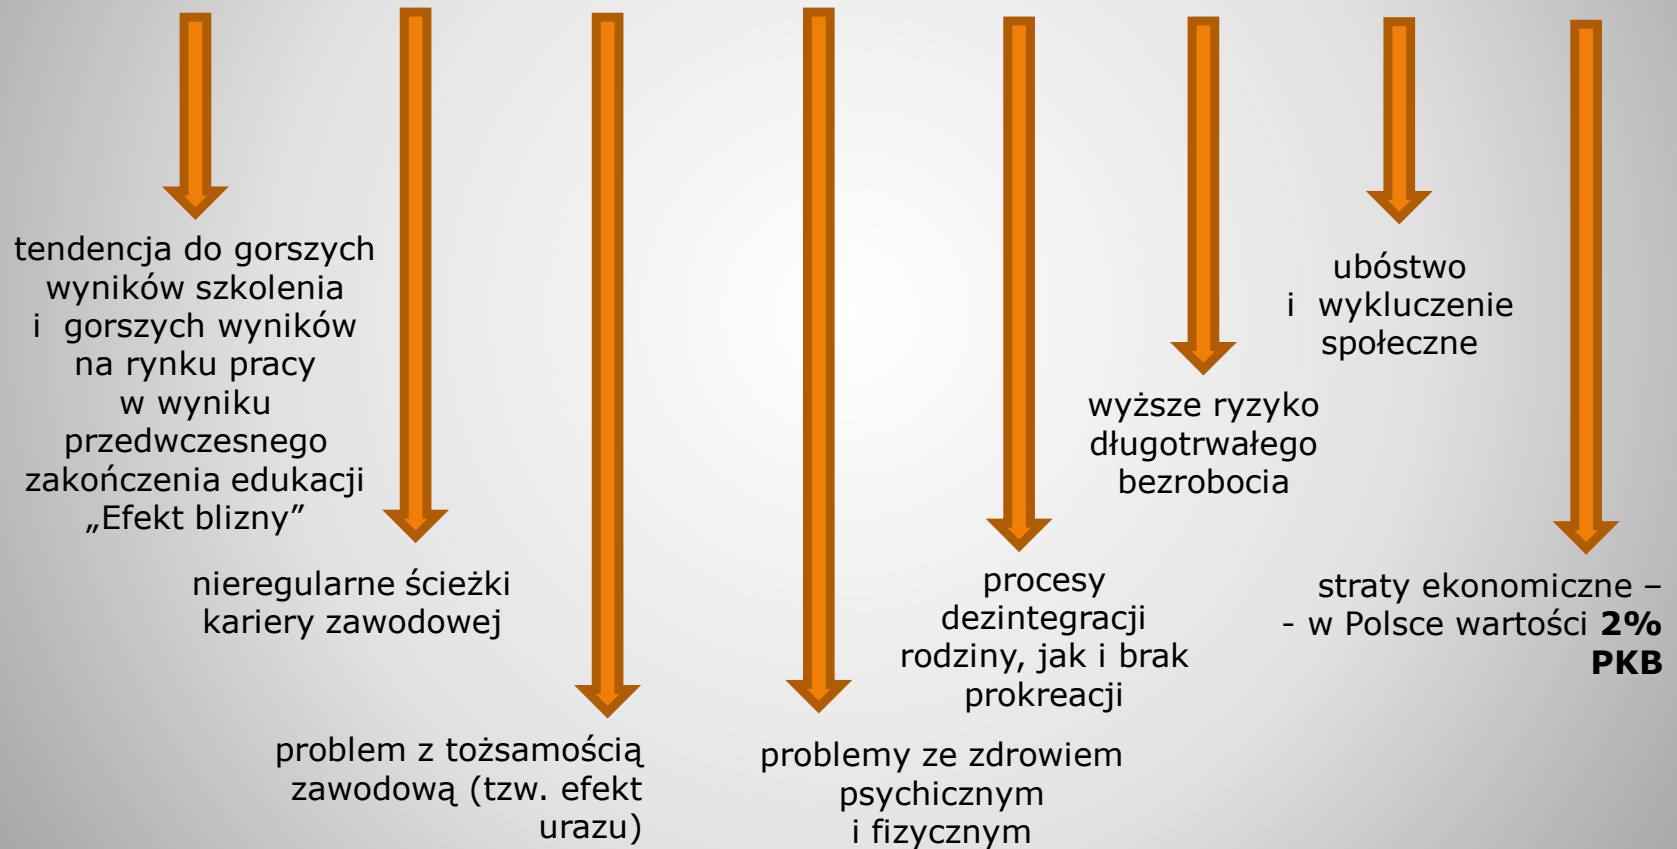 tendencja do gorszych
wyników szkolenia
i  gorszych wyników
na rynku pracy
w wyniku
przedwczesnego
zakończenia edukacji
„Efekt blizny”
nieregularne ścieżki
kariery zawodowej
problem z tożsamością
zawodową (tzw. efekt
urazu)
problemy ze zdrowiem
psychicznym
i fizycznym
procesy
dezintegracji
rodziny, jak i brak
prokreacji
wyższe ryzyko
długotrwałego
bezrobocia
ubóstwo
i  wykluczenie
społeczne
straty ekonomiczne –
- w Polsce wartości 2%
PKB